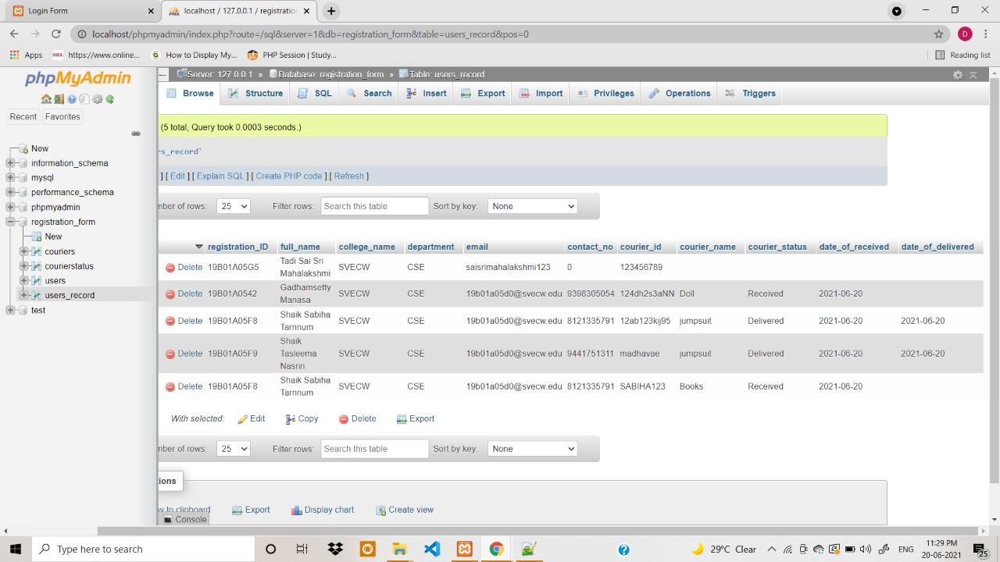 Login Form
localhost / 127.0.0.1 / registration
localhost/phpmyadmin/index.php?route=/sql&server=1&db=registration_form&table=users_record&pos=0
D
Apps
NSDL
https://www.online...
How to Display My...
PHP Session | Study...
Reading list
phpMyAdmin
Recent
Favorites
New
information_schema
mysql
performance_schema
phpmyadmin
registration_form
New
couriers
courierstatus
users
users_record
test
Server: 127.0.0.1 » Database: registration_form » Table: users_record
Browse Structure SQL Search Insert Export Import Privileges Operations Triggers
(5 total, Query took 0.0003 seconds.)
rs_record`
] [ Edit ] [ Explain SQL ] [ Create PHP code ] [ Refresh ]
mber of rows: 25 Filter rows: Search this table Sort by key: None
registration_ID full_name college_name department email contact_no courier_id courier_name courier_status date_of_received date_of_delivered
Delete 19B01A05G5 Tadi Sai Sri Mahalakshmi SVECW CSE saisrimahalakshmi123 0 123456789
Delete 19B01A0542 Gadhamsetty Manasa SVECW CSE 19b01a05d0@svecw.edu 9398305054 124dh2s3aNN Doll Received 2021-06-20
Delete 19B01A05F8 Shaik Sabiha Tarnnum SVECW CSE 19b01a05d0@svecw.edu 8121335791 12ab123kij95 jumpsuit Delivered 2021-06-20 2021-06-20
Delete 19B01A05F9 Shaik Tasleema Nasrin SVECW CSE 19b01a05d0@svecw.edu 9441751311 madhavae jumpsuit Delivered 2021-06-20 2021-06-20
Delete 19B01A05F8 Shaik Sabiha Tarnnum SVECW CSE 19b01a05d0@svecw.edu 8121335791 SABIHA123 Books Received 2021-06-20
With selected: Edit Copy Delete Export
mber of rows: 25 Filter rows: Search this table Sort by key: None
tions
y to clipboard Export Display chart Create view
Console
Type here to search
29°C Clear
ENG
11:29 PM
20-06-2021
25